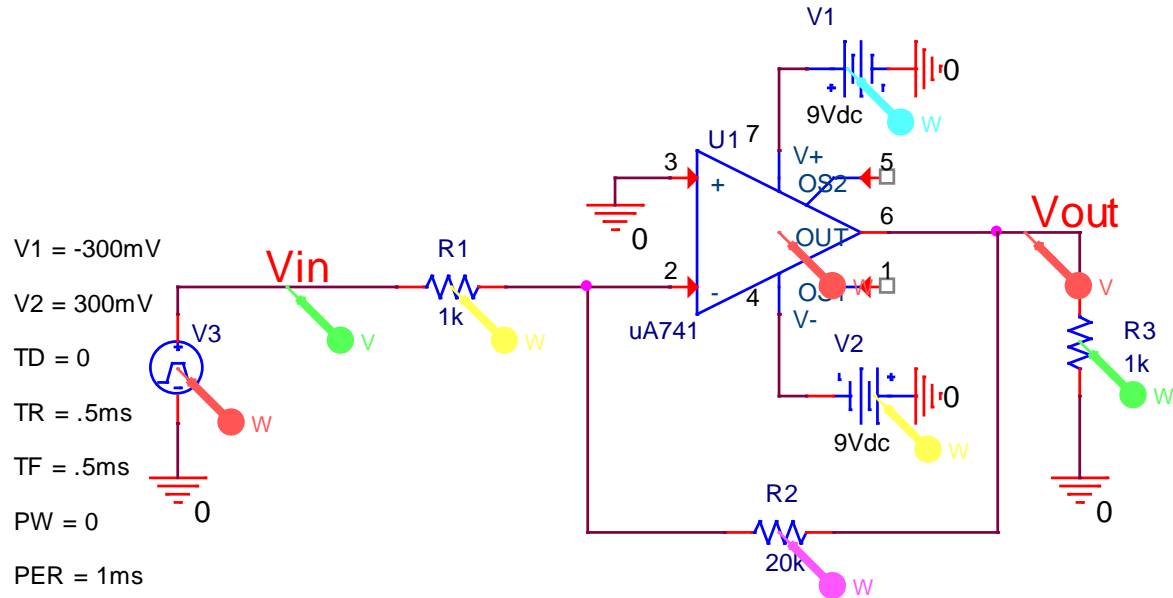 V1
0
9Vdc
W
U1
7
V+
5
3
+
OS2
6
Vout
0
OUT
V1 = -300mV
Vin
R1
2
-
4
W
1
V
V2 = 300mV
1k
V-
uA741
V
W
R3
V3
V2
1k
TD = 0
0
W
TR = .5ms
W
9Vdc
W
TF = .5ms
0
R2
0
PW = 0
20k
PER = 1ms
W